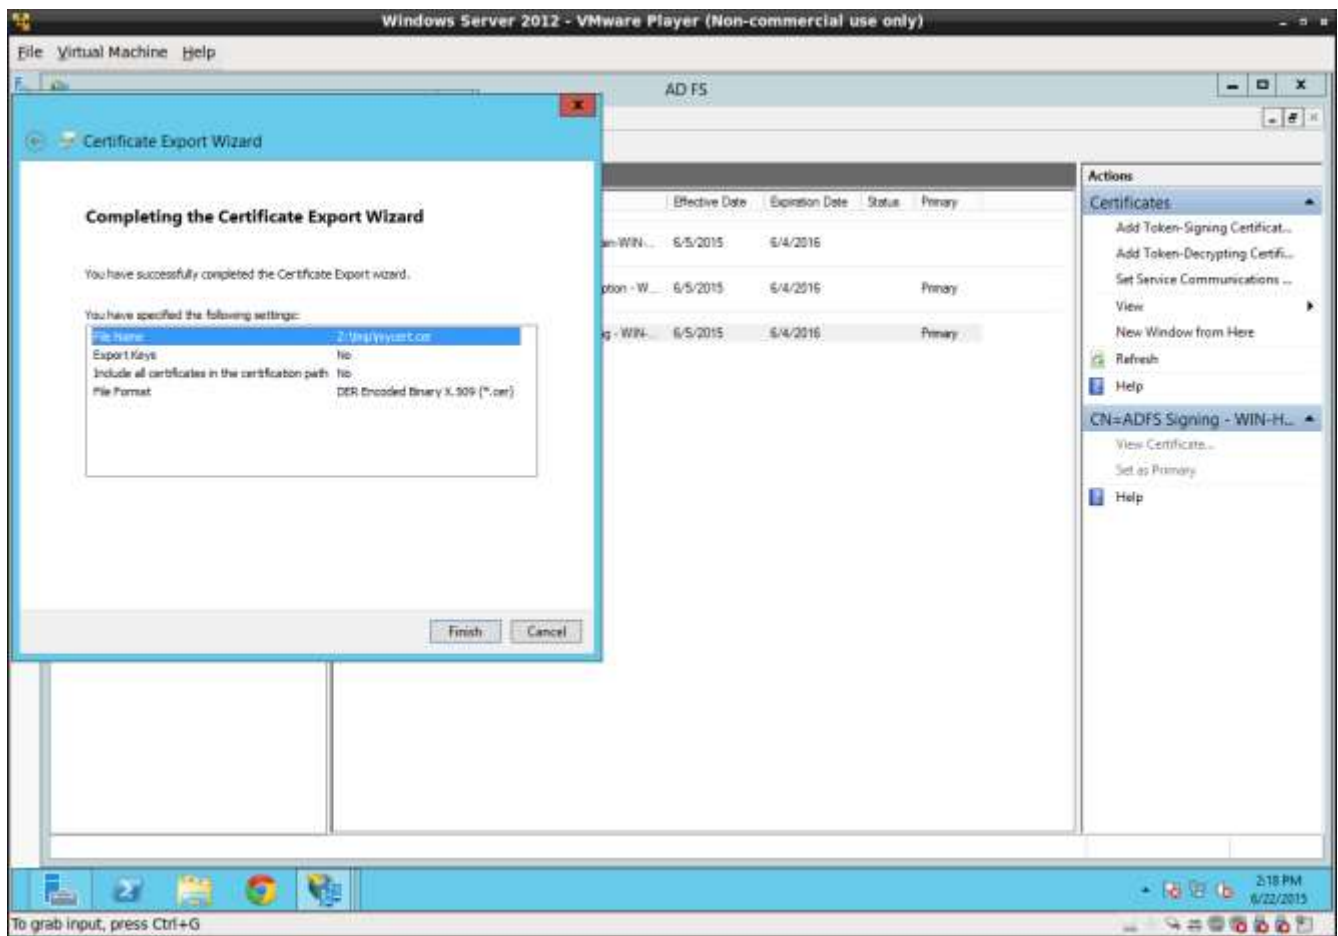 Windows Server 2012 - VMware Player (Non-commercial use only)
File Virtual Machine Help
AD FS
Certificate Export Wizard
Completing the Certificate Export Wizard
You have successfully completed the Certificate Export wizard.
You have specified the following settings:
File Name Z:\tmp\mycert.cer
Export Keys No
Include all certificates in the certification path No
File Format DER Encoded Binary X.509 (*.cer)
Finish Cancel
Effective Date Expiration Date Status Primary
6/5/2015 6/4/2016
ption - W... 6/5/2015 6/4/2016 Primary
g - WIN-... 6/5/2015 6/4/2016 Primary
Actions
Certificates
Add Token-Signing Certificat...
Add Token-Decrypting Certifi...
Set Service Communications ...
View
New Window from Here
Refresh
Help
CN=ADFS Signing - WIN-H...
View Certificate...
Set as Primary
Help
2:18 PM
6/22/2015
To grab input, press Ctrl+G